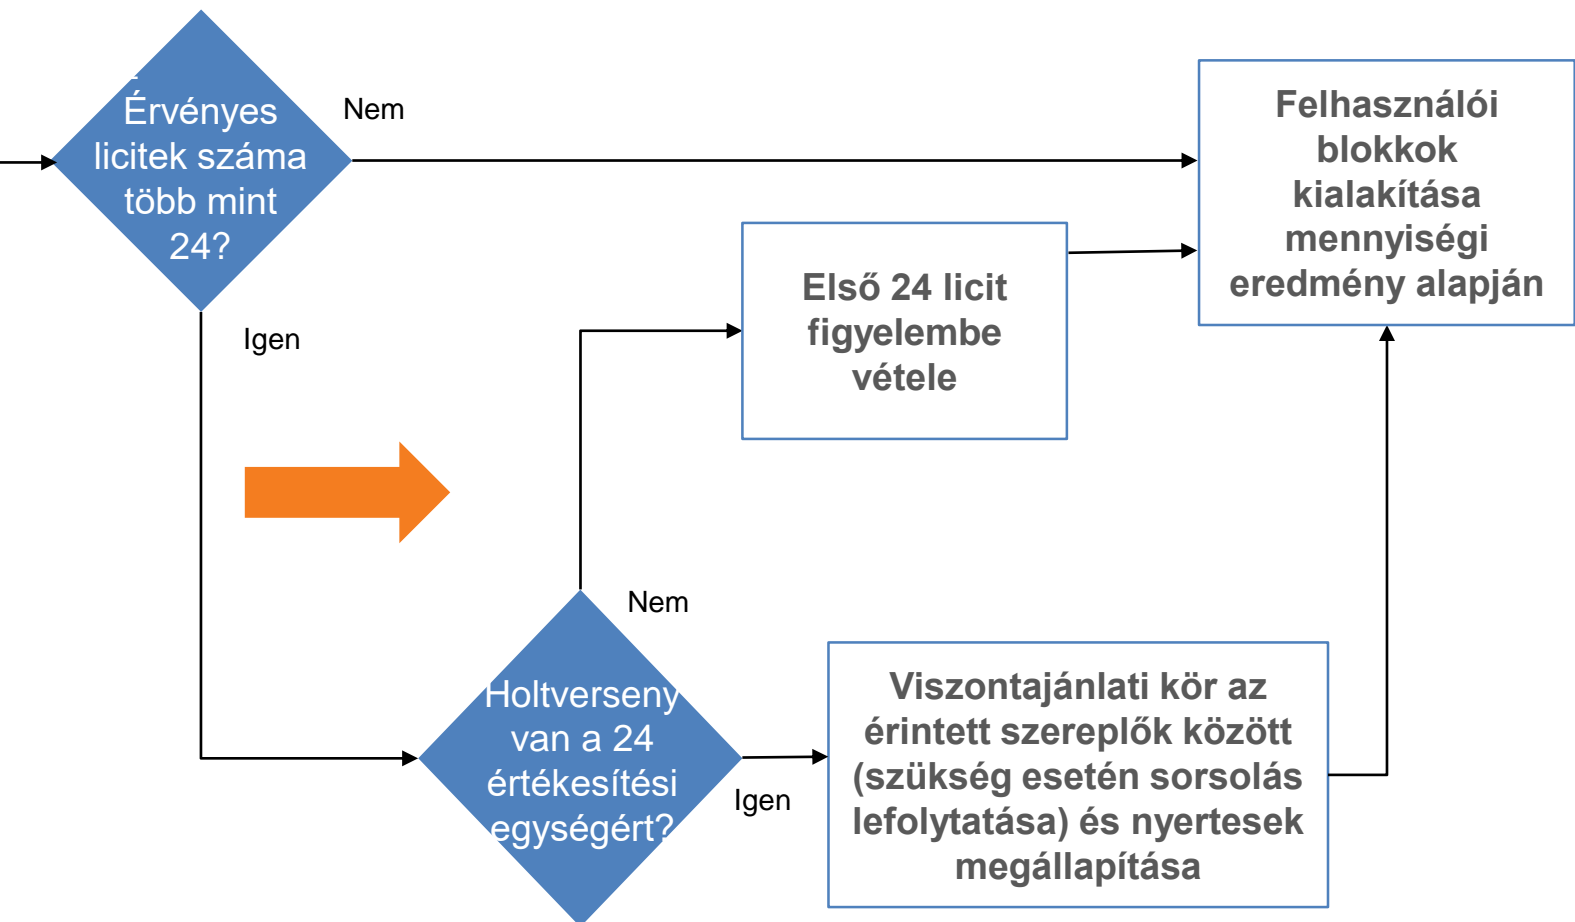 Érvényes
licitek száma
több mint
24?
Nem
Igen
Felhasználói
blokkok
kialakítása
mennyiségi
eredmény alapján
Első 24 licit
figyelembe
vétele
Nem
Holtverseny
van a 24
értékesítési
egységért?
Igen
Viszontajánlati kör az
érintett szereplők között
(szükség esetén sorsolás
lefolytatása) és nyertesek
megállapítása